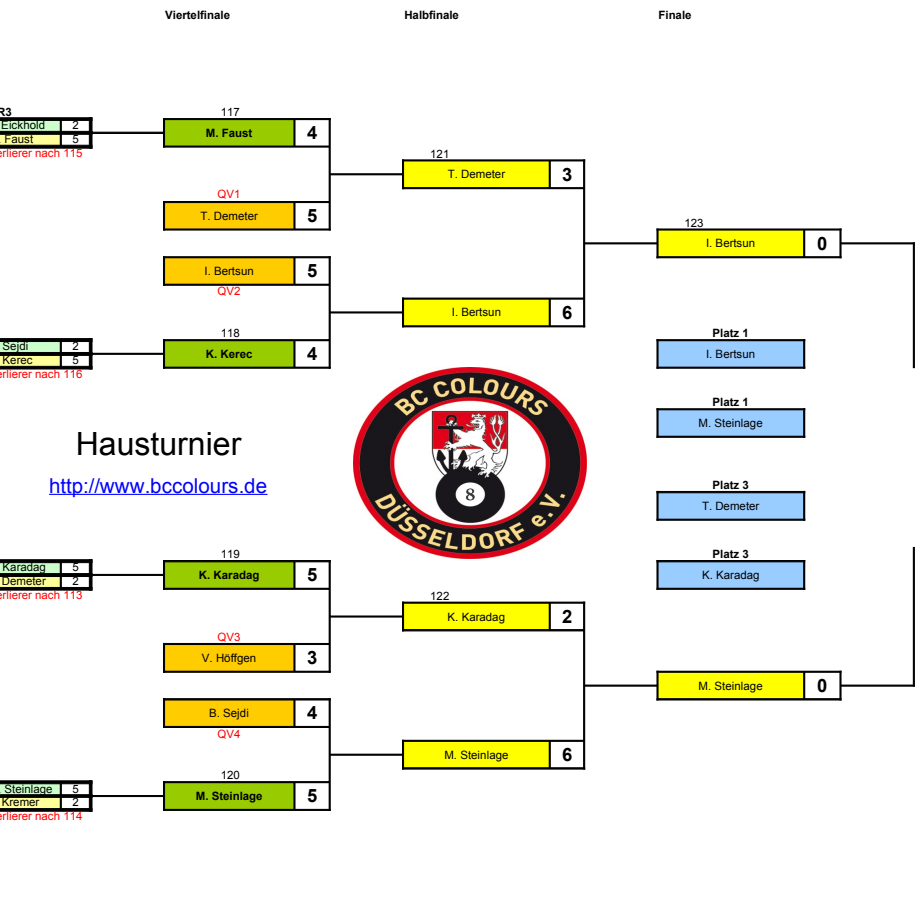 Viertelfinale
Halbfinale
Finale
R3
117
Eickhold 2
Faust 5
erlierer nach 115
M. Faust 4
121
T. Demeter 3
QV1
T. Demeter 5
123
I. Bertsun 0
I. Bertsun 5
QV2
I. Bertsun 6
118
Sejdi 2
Kerec 5
erlierer nach 116
K. Kerec 4
Platz 1
I. Bertsun
Platz 1
M. Steinlage
Hausturnier
http://www.bccolours.de
BC COLOURS
8
DÜSSELDORF e.V.
Platz 3
T. Demeter
Platz 3
K. Karadag
119
Karadag 5
Demeter 2
erlierer nach 113
K. Karadag 5
122
K. Karadag 2
QV3
V. Höffgen 3
M. Steinlage 0
B. Sejdi 4
QV4
M. Steinlage 6
120
Steinlage 5
Kremer 2
erlierer nach 114
M. Steinlage 5